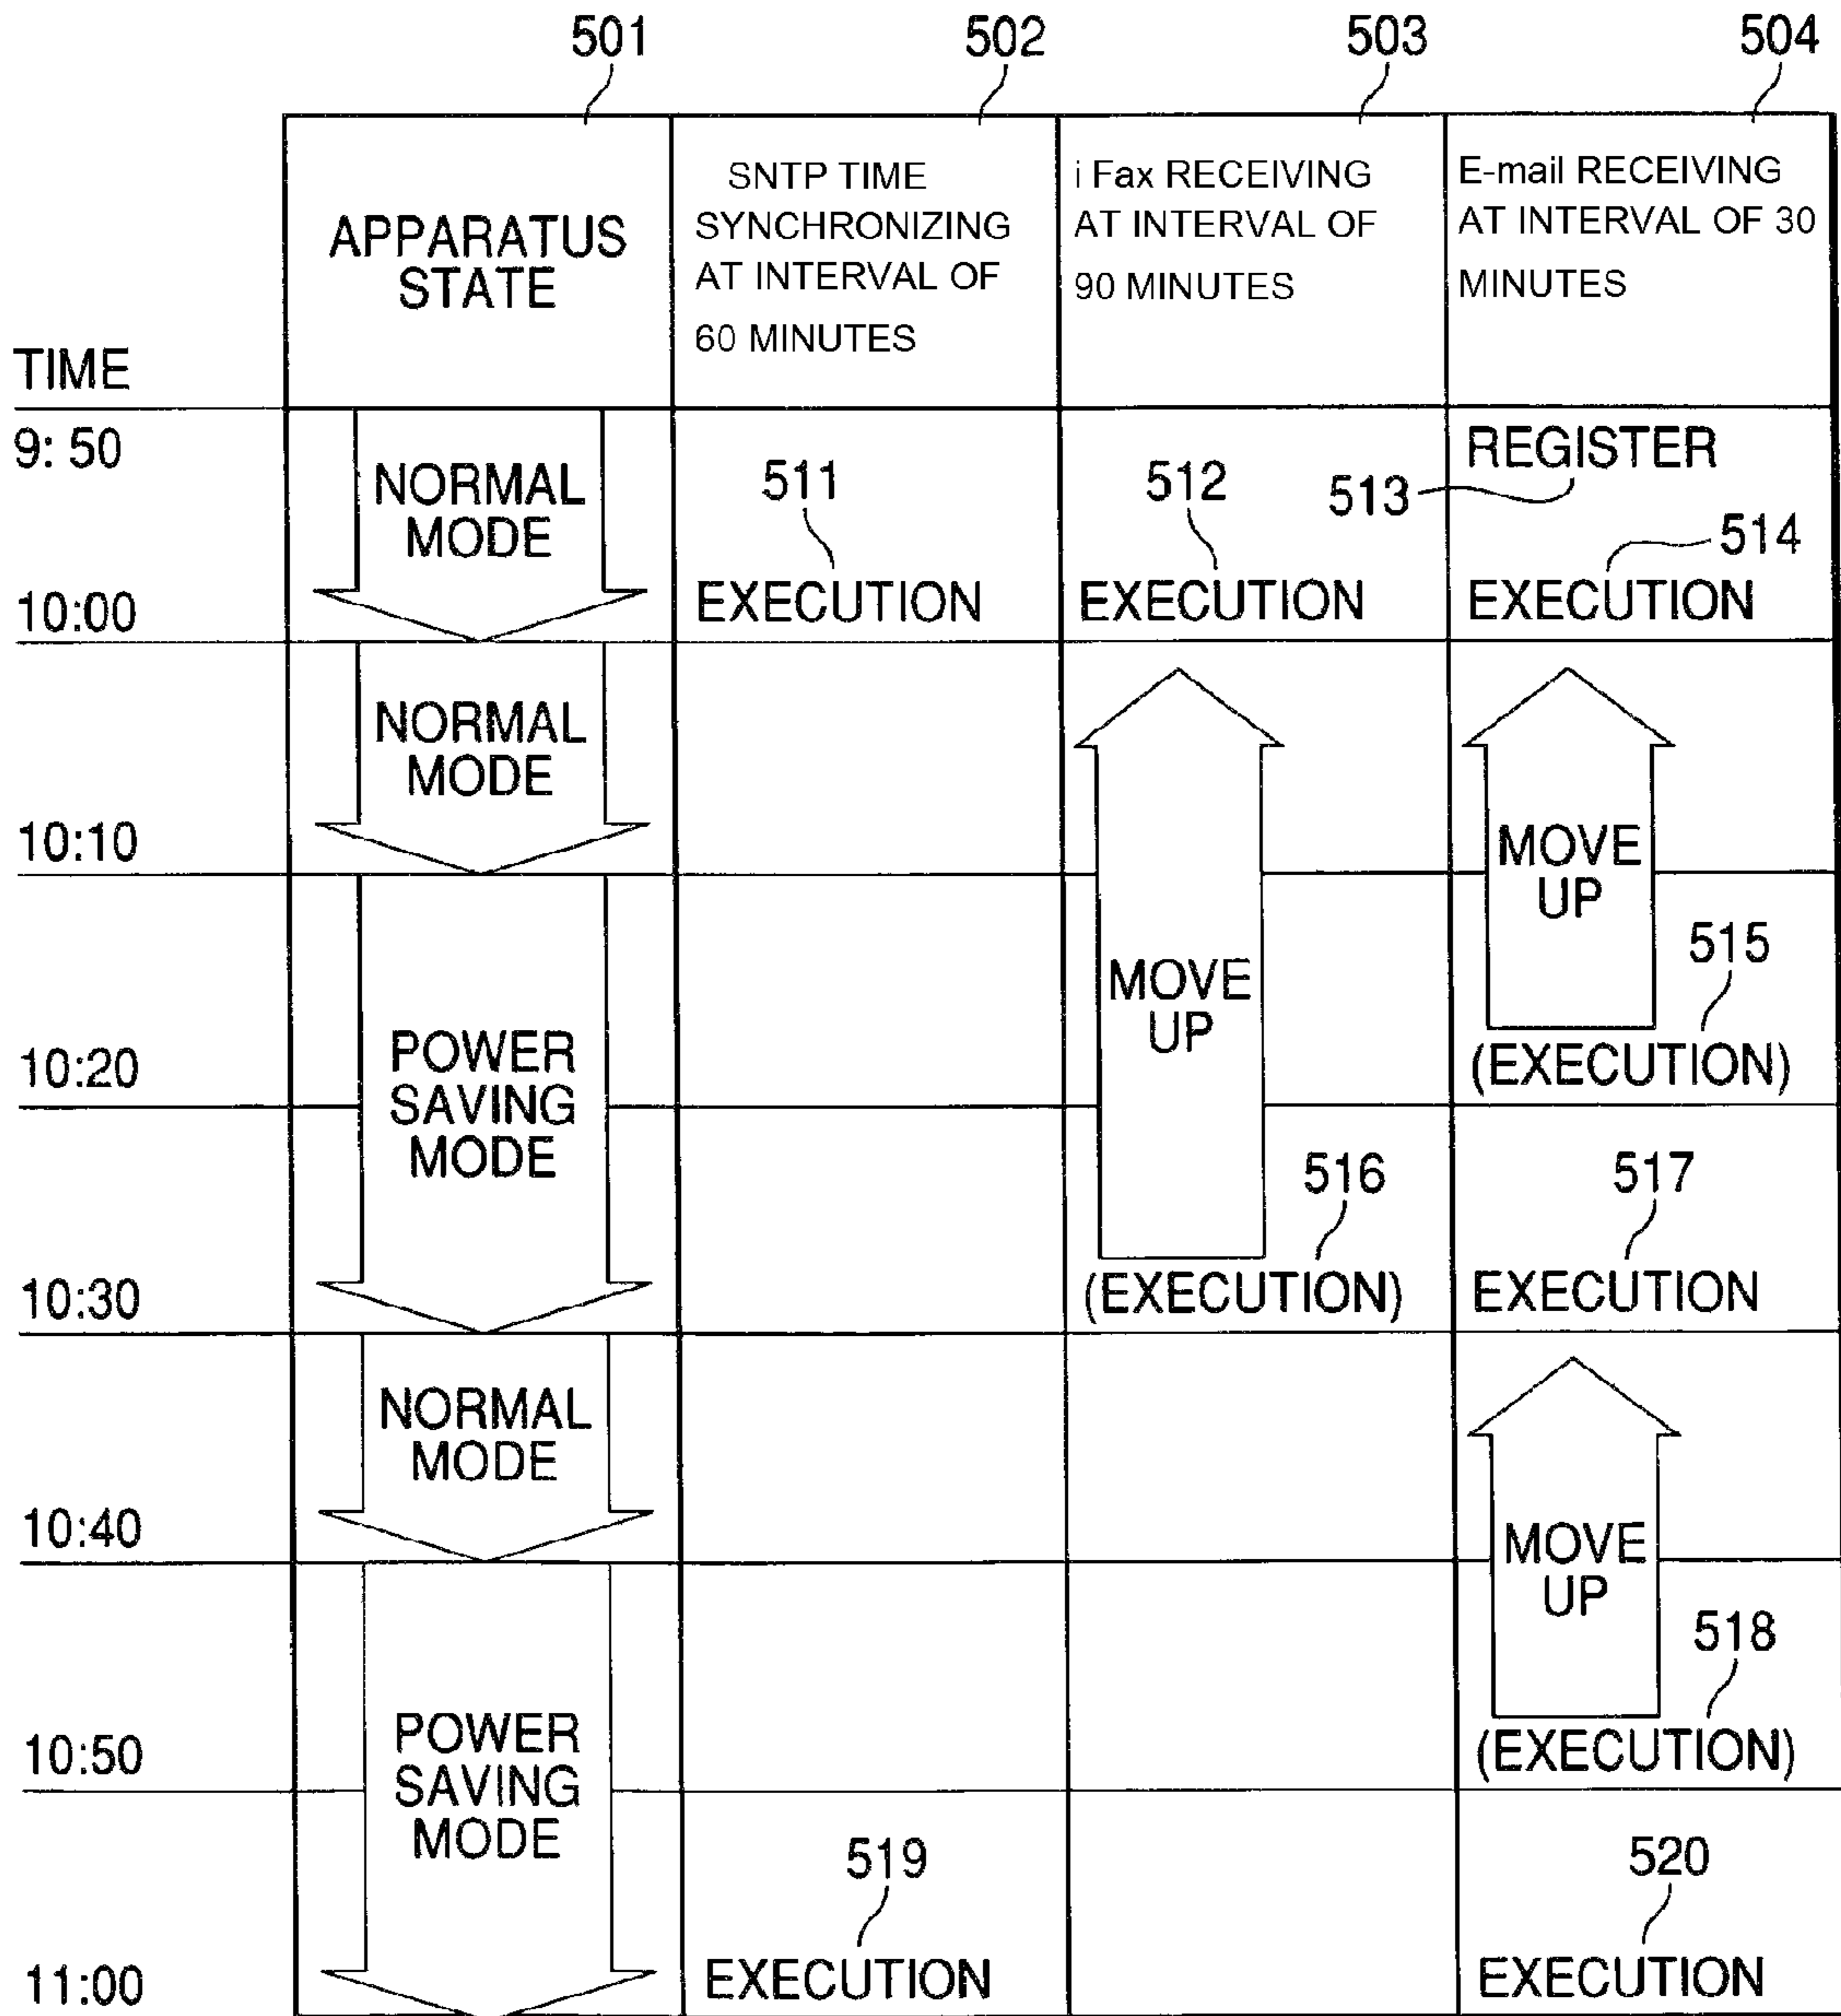 501
502
503
504
APPARATUS
STATE
SNTP TIME
SYNCHRONIZING
AT INTERVAL OF
60 MINUTES
i Fax RECEIVING
AT INTERVAL OF
90 MINUTES
E-mail RECEIVING
AT INTERVAL OF 30
MINUTES
TIME
9: 50
NORMAL
MODE
511
512
REGISTER
513
514
10:00
EXECUTION
EXECUTION
EXECUTION
NORMAL
MODE
10:10
MOVE
UP
515
MOVE
UP
10:20
POWER
SAVING
MODE
(EXECUTION)
516
517
10:30
(EXECUTION)
EXECUTION
NORMAL
MODE
10:40
MOVE
UP
518
10:50
POWER
SAVING
MODE
(EXECUTION)
519
520
11:00
EXECUTION
EXECUTION